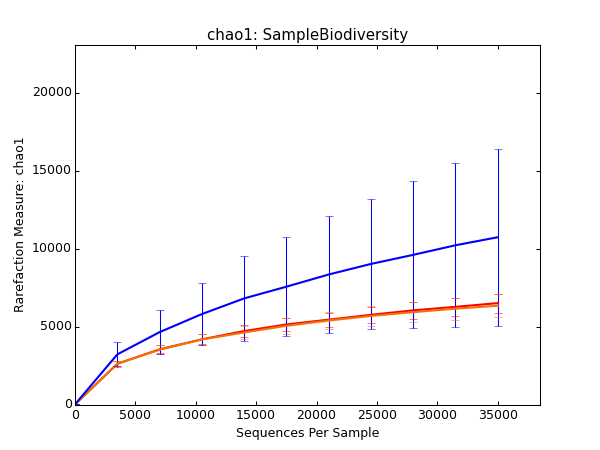 chao1: SampleBiodiversity
20000
15000
10000
5000
0
Rarefaction Measure: chao1
0 5000 10000 15000 20000 25000 30000 35000
Sequences Per Sample